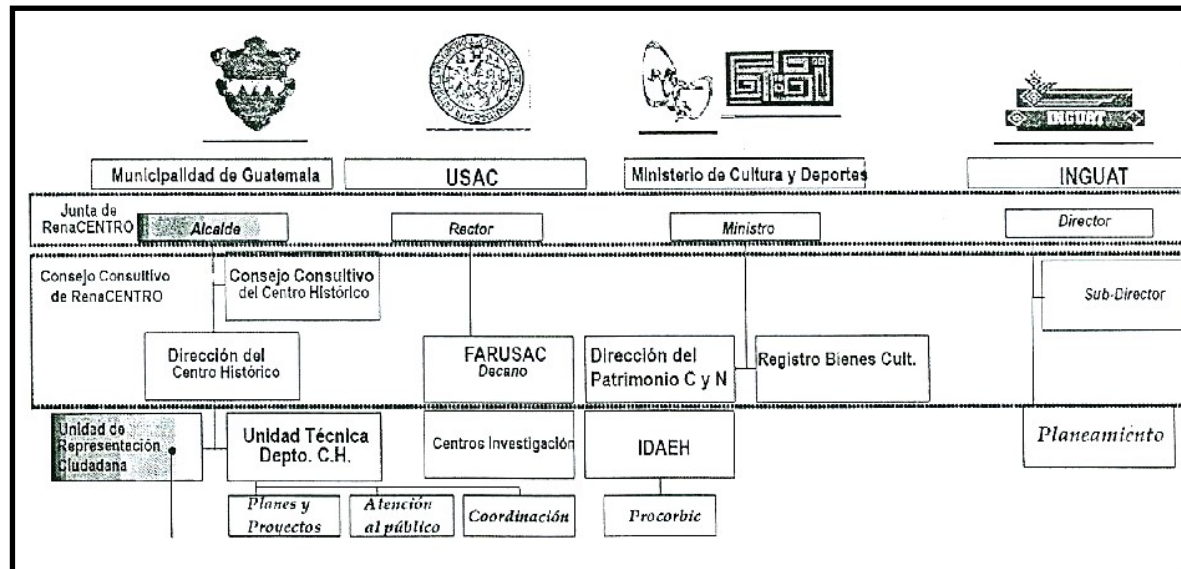 INGUAT
Municipalidad de Guatemala
USAC
Ministerio de Cultura y Deportes
INGUAT
Junta de
RenaCENTRO
Alcalde
Rector
Ministro
Director
Consejo Consultivo
de RenaCENTRO
Consejo Consultivo
del Centro Histórico
Sub-Director
Dirección del
Centro Histórico
FARUSAC
Decano
Dirección del
Patrimonio C y N
Registro Bienes Cult.
Unidad de
Representación
Ciudadana
Unidad Técnica
Depto. C.H.
Centros Investigación
IDAEH
Planeamiento
Planes y
Proyectos
Atención
al público
Coordinación
Procorbic